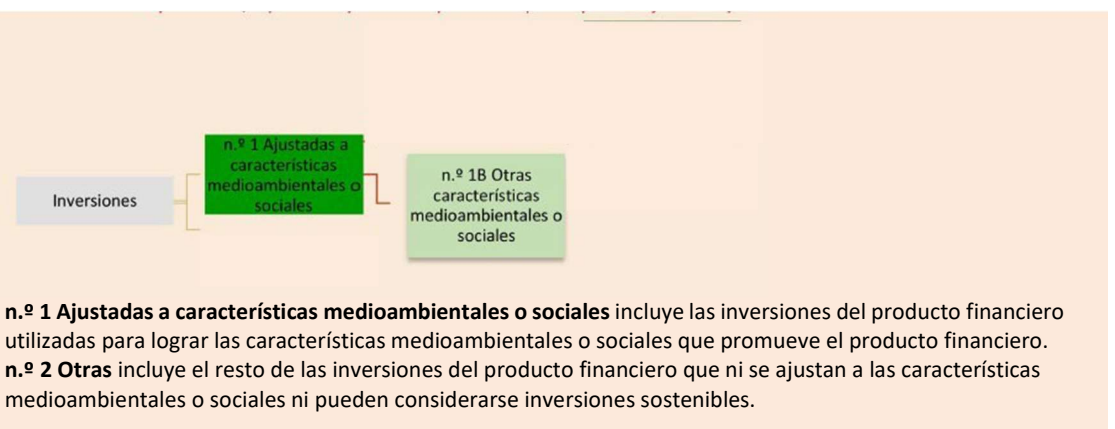 n.º 1 Ajustadas a
características
medioambientales o
sociales
Inversiones
n.º 1B Otras
características
medioambientales o
sociales
n.º 1 Ajustadas a características medioambientales o sociales incluye las inversiones del producto financiero
utilizadas para lograr las características medioambientales o sociales que promueve el producto financiero.
n.º 2 Otras incluye el resto de las inversiones del producto financiero que ni se ajustan a las características
medioambientales o sociales ni pueden considerarse inversiones sostenibles.